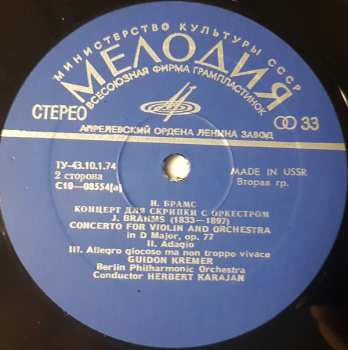 МИНИСТЕРСТВО КУЛЬТУРЫ СССР
МЕЛОДИЯ
ВСЕСОЮЗНАЯ ФИРМА ГРАМПЛАСТИНОК
СТЕРЕО
33
АПРЕЛЕВСКИЙ ОРДЕНА ЛЕНИНА ЗАВОД
ТУ-43.10.1.74
2 сторона
С10—08554(а)
MADE IN USSR
Вторая гр.
И. БРАМС
КОНЦЕРТ ДЛЯ СКРИПКИ С ОРКЕСТРОМ
J. BRAHMS (1833—1897)
CONCERTO FOR VIOLIN AND ORCHESTRA
in D Major, op. 77
II. Adagio
III. Allegro giocoso ma non troppo vivace
GUIDON KREMER
Berlin Philharmonic Orchestra
Conductor HERBERT KARAJAN